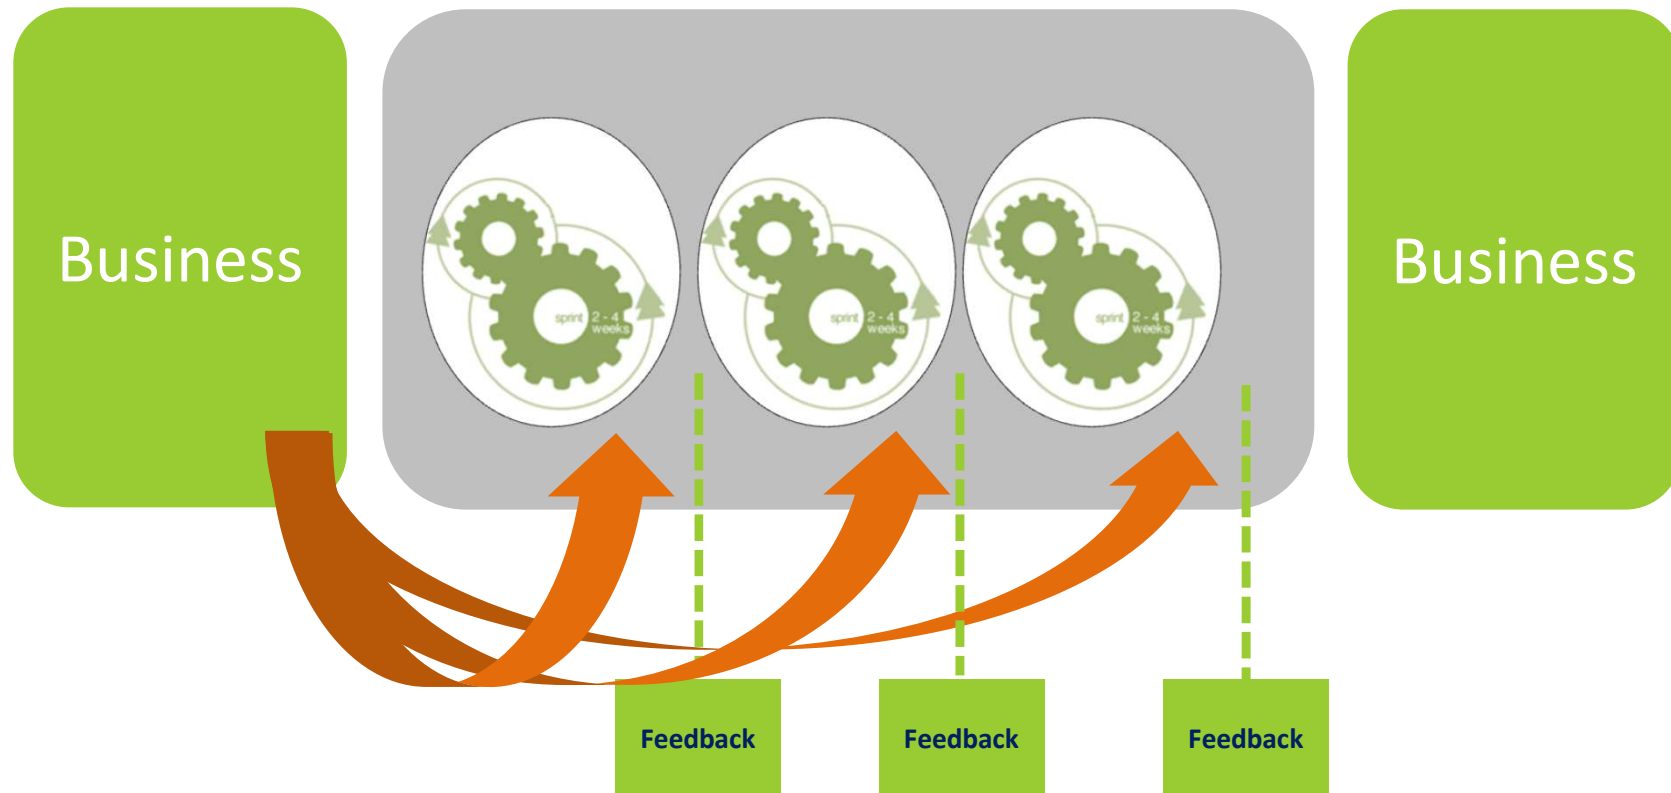 Business
sprint
2 - 4
weeks
sprint
2 - 4
weeks
sprint
2 - 4
weeks
Business
Feedback
Feedback
Feedback